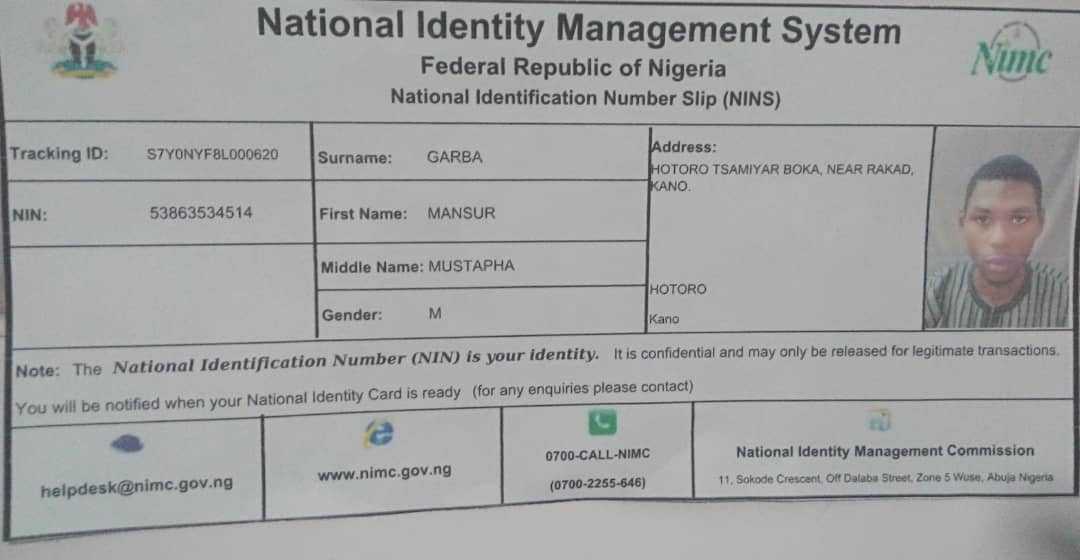 National Identity Management System
Federal Republic of Nigeria
National Identification Number Slip (NINS)
Nimc
Tracking ID: S7Y0NYF8L000620
Surname: GARBA
Address:
HOTORO TSAMIYAR BOKA, NEAR RAKAD,
KANO.
NIN: 53863534514
First Name: MANSUR
Middle Name: MUSTAPHA
HOTORO
Gender: M
Kano
Note: The National Identification Number (NIN) is your identity. It is confidential and may only be released for legitimate transactions.
You will be notified when your National Identity Card is ready (for any enquiries please contact)
helpdesk@nimc.gov.ng
www.nimc.gov.ng
0700-CALL-NIMC
(0700-2255-646)
National Identity Management Commission
11, Sokode Crescent, Off Dalaba Street, Zone 5 Wuse, Abuja Nigeria